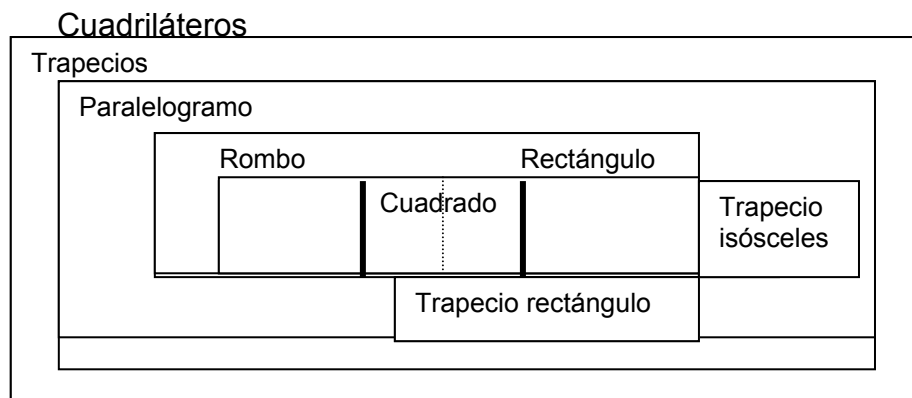 Cuadriláteros
Trapecios
Paralelogramo
Rombo Rectángulo
Cuadrado
Trapecio
isósceles
Trapecio rectángulo